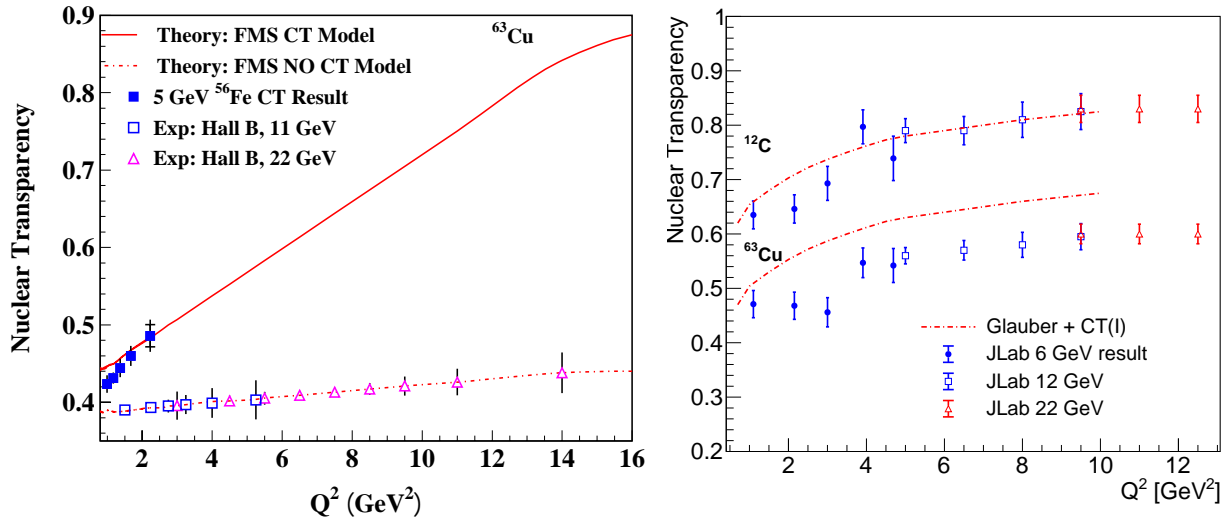 Nuclear Transparency
0.9
0.8
0.7
0.6
0.5
0.4
⁶³Cu
Theory: FMS CT Model
Theory: FMS NO CT Model
5 GeV ⁵⁶Fe CT Result
Exp: Hall B, 11 GeV
Exp: Hall B, 22 GeV
2 4 6 8 10 12 14 16
Q² (GeV²)
Nuclear Transparency
1
0.9
0.8
0.7
0.6
0.5
0.4
0.3
0.2
¹²C
⁶³Cu
Glauber + CT(I)
JLab 6 GeV result
JLab 12 GeV
JLab 22 GeV
2 4 6 8 10 12
Q² [GeV²]